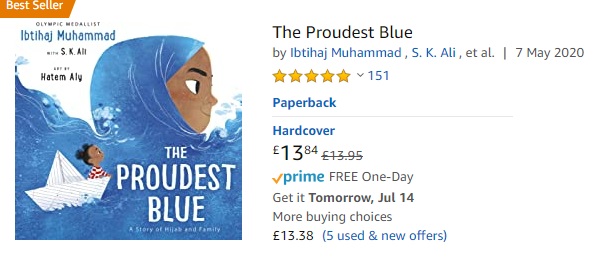 Best Seller
OLYMPIC MEDALLIST
Ibtihaj Muhammad
WITH S. K. Ali
ART BY
Hatem Aly
THE
PROUDEST
BLUE
A Story of Hijab and Family
The Proudest Blue
by Ibtihaj Muhammad , S. K. Ali , et al. | 7 May 2020
151
Paperback
Hardcover
£13.84 £13.95
prime FREE One-Day
Get it Tomorrow, Jul 14
More buying choices
£13.38 (5 used & new offers)